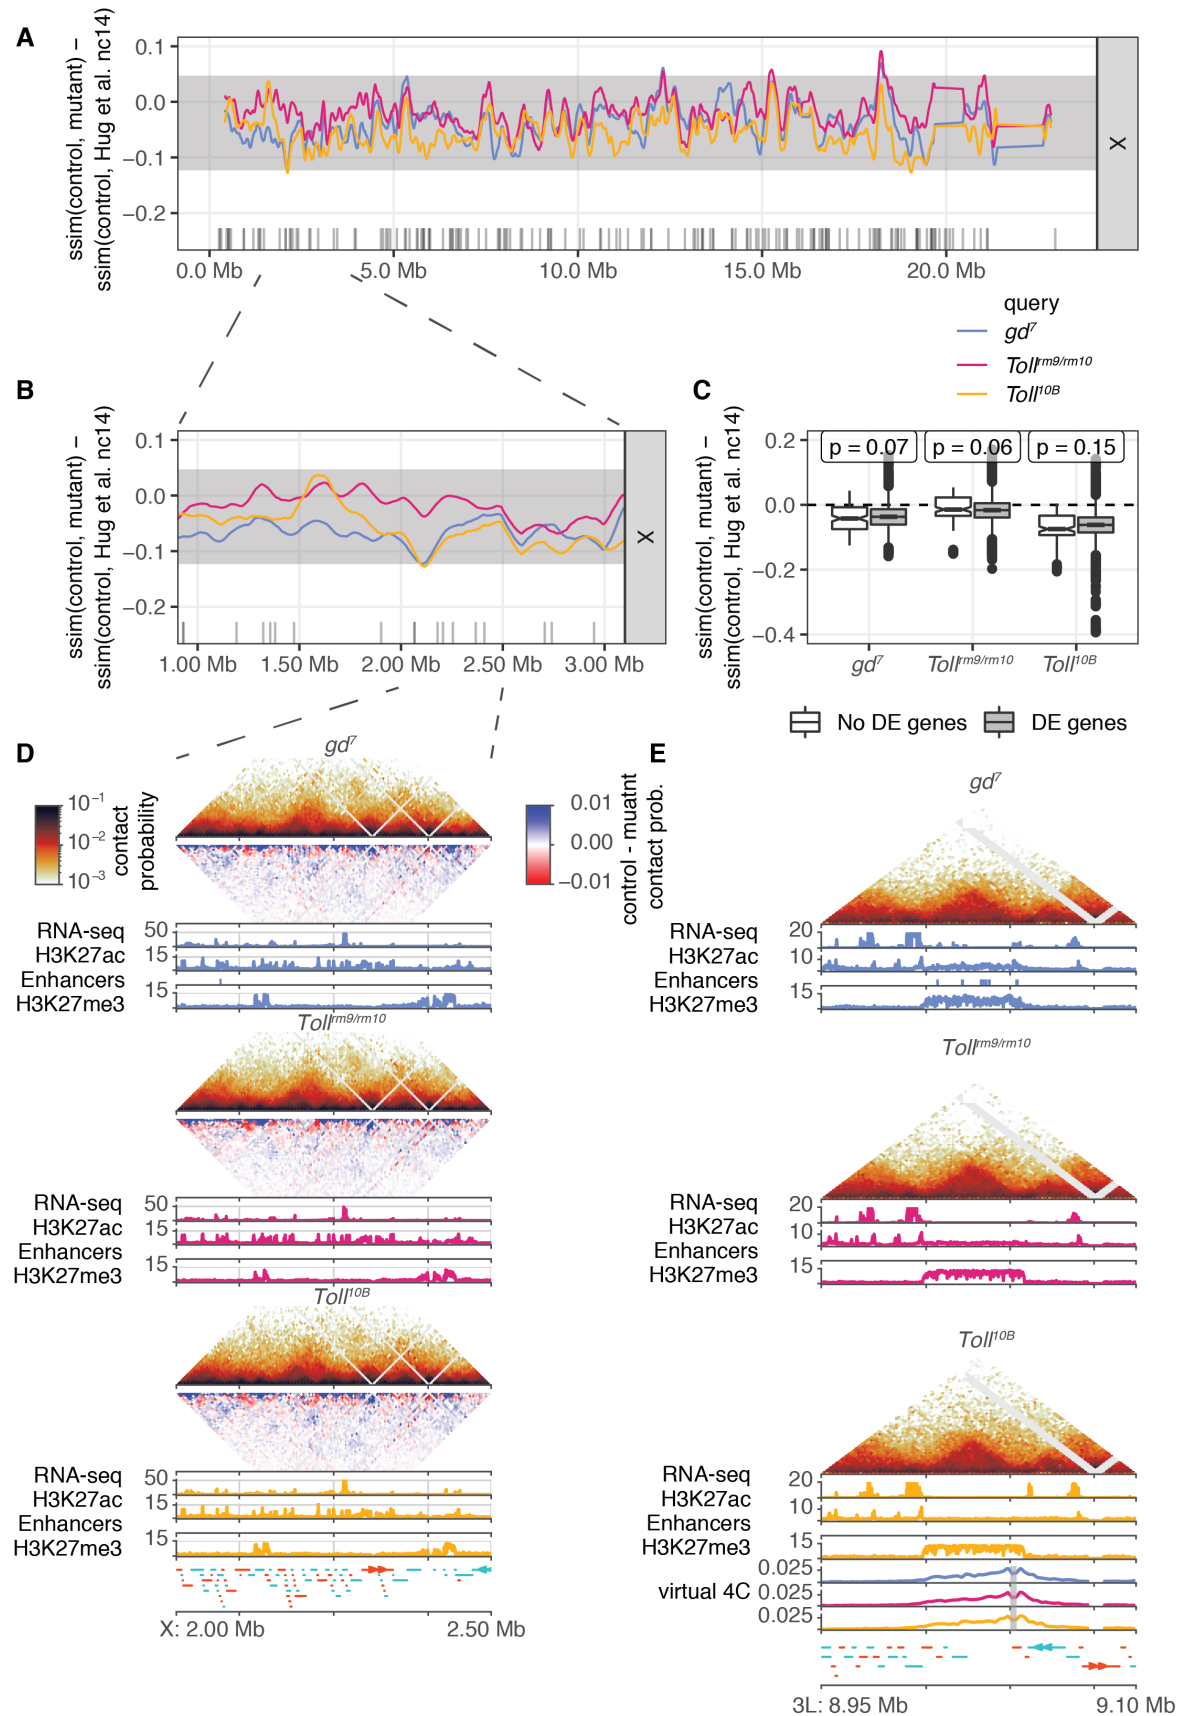 A
ssim(control, mutant) –
ssim(control, Hug et al. nc14)
0.1
0.0
−0.1
−0.2
X
0.0 Mb
5.0 Mb
10.0 Mb
15.0 Mb
20.0 Mb
query
gd7
Tollrm9/rm10
Toll10B
B
ssim(control, mutant) –
ssim(control, Hug et al. nc14)
0.1
0.0
−0.1
−0.2
X
1.00 Mb
1.50 Mb
2.00 Mb
2.50 Mb
3.00 Mb
C
ssim(control, mutant) –
ssim(control, Hug et al. nc14)
0.2
0.0
−0.2
−0.4
p = 0.07
p = 0.06
p = 0.15
gd7
Tollrm9/rm10
Toll10B
No DE genes
DE genes
D
gd7
10−1
10−2
10−3
contact
probability
0.01
0.00
−0.01
control - muatnt
contact prob.
RNA-seq
50
H3K27ac
15
Enhancers
H3K27me3
15
Tollrm9/rm10
RNA-seq
50
H3K27ac
15
Enhancers
H3K27me3
15
Toll10B
RNA-seq
50
H3K27ac
15
Enhancers
H3K27me3
15
X: 2.00 Mb
2.50 Mb
E
gd7
RNA-seq
20
H3K27ac
10
Enhancers
H3K27me3
15
Tollrm9/rm10
RNA-seq
20
H3K27ac
10
Enhancers
H3K27me3
15
Toll10B
RNA-seq
20
H3K27ac
10
Enhancers
H3K27me3
15
0.025
virtual 4C
0.025
0.025
3L: 8.95 Mb
9.10 Mb